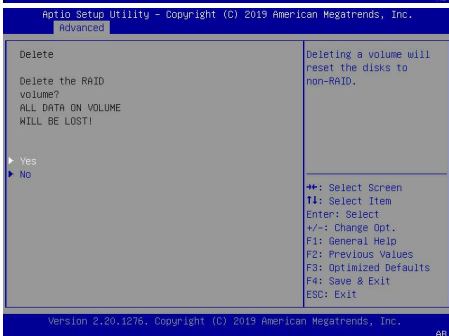 Aptio Setup Utility – Copyright (C) 2019 American Megatrends, Inc.
Advanced
Delete
Delete the RAID
volume?
ALL DATA ON VOLUME
WILL BE LOST!
Yes
No
Deleting a volume will
reset the disks to
non-RAID.
→←: Select Screen
↑↓: Select Item
Enter: Select
+/-: Change Opt.
F1: General Help
F2: Previous Values
F3: Optimized Defaults
F4: Save & Exit
ESC: Exit
Version 2.20.1276. Copyright (C) 2019 American Megatrends, Inc.
AB